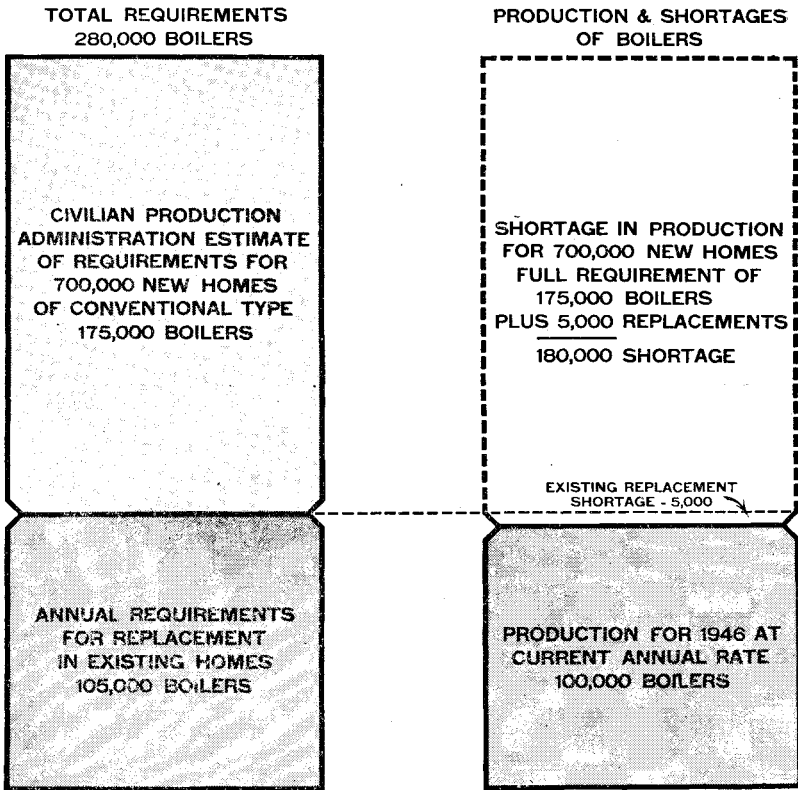 TOTAL REQUIREMENTS
280,000 BOILERS
CIVILIAN PRODUCTION
ADMINISTRATION ESTIMATE
OF REQUIREMENTS FOR
700,000 NEW HOMES
OF CONVENTIONAL TYPE
175,000 BOILERS
ANNUAL REQUIREMENTS
FOR REPLACEMENT
IN EXISTING HOMES
105,000 BOILERS
PRODUCTION & SHORTAGES
OF BOILERS
SHORTAGE IN PRODUCTION
FOR 700,000 NEW HOMES
FULL REQUIREMENT OF
175,000 BOILERS
PLUS 5,000 REPLACEMENTS
180,000 SHORTAGE
EXISTING REPLACEMENT
SHORTAGE - 5,000
PRODUCTION FOR 1946 AT
CURRENT ANNUAL RATE
100,000 BOILERS